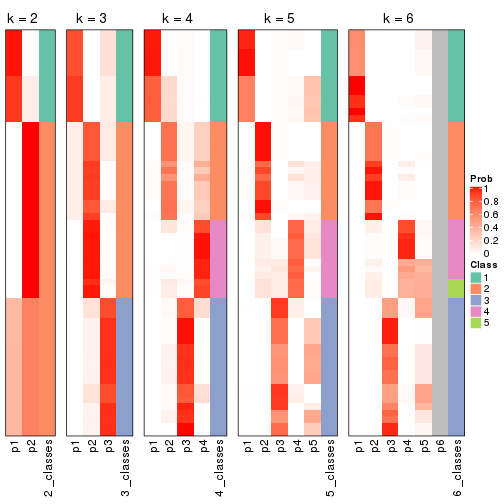 k = 2
k = 3
k = 4
k = 5
k = 6
Prob
1
0.8
0.6
0.4
0.2
0
Class
1
2
3
4
5
p1
p2
2_classes
p1
p2
p3
3_classes
p1
p2
p3
p4
4_classes
p1
p2
p3
p4
p5
5_classes
p1
p2
p3
p4
p5
p6
6_classes